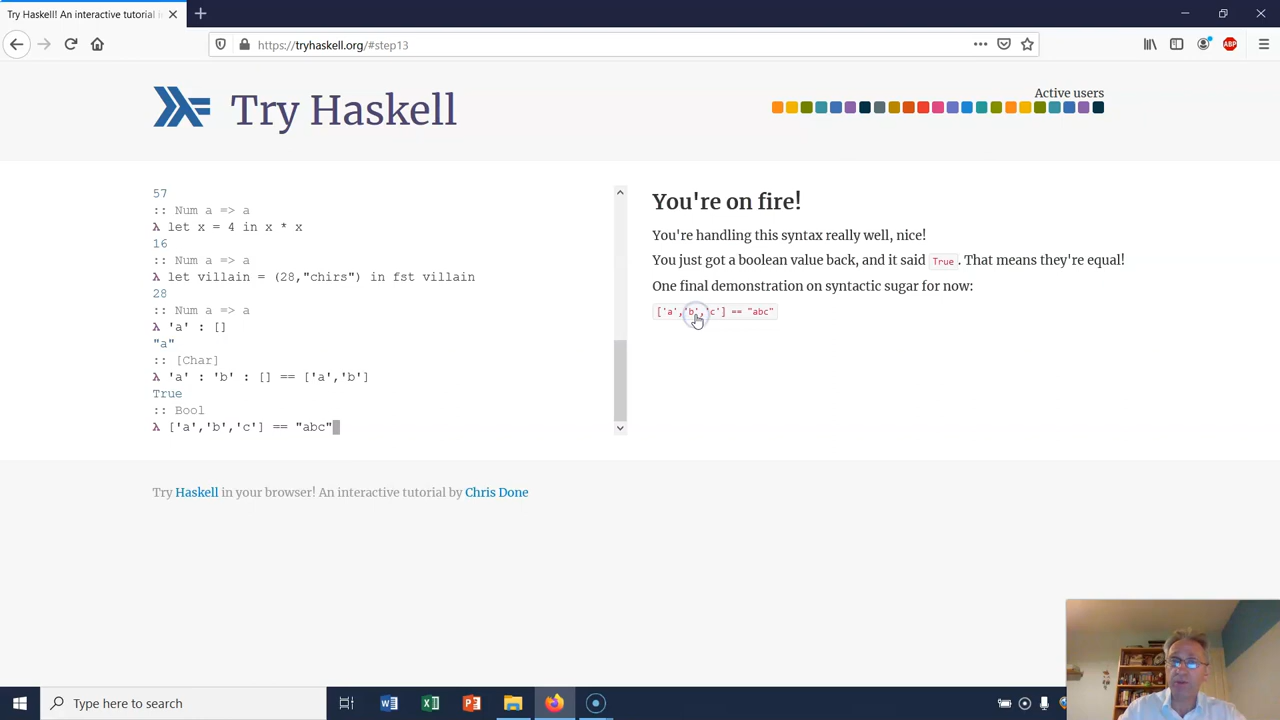 Try Haskell! An interactive tutorial i
https://tryhaskell.org/#step13
ABP
Try Haskell
Active users
57
:: Num a => a
λ let x = 4 in x * x
16
:: Num a => a
λ let villain = (28,"chirs") in fst villain
28
:: Num a => a
λ 'a' : []
"a"
:: [Char]
λ 'a' : 'b' : [] == ['a','b']
True
:: Bool
λ ['a','b','c'] == "abc"
You're on fire!
You're handling this syntax really well, nice!
You just got a boolean value back, and it said True. That means they're equal!
One final demonstration on syntactic sugar for now:
['a','b','c'] == "abc"
Try Haskell in your browser! An interactive tutorial by Chris Done
Type here to search